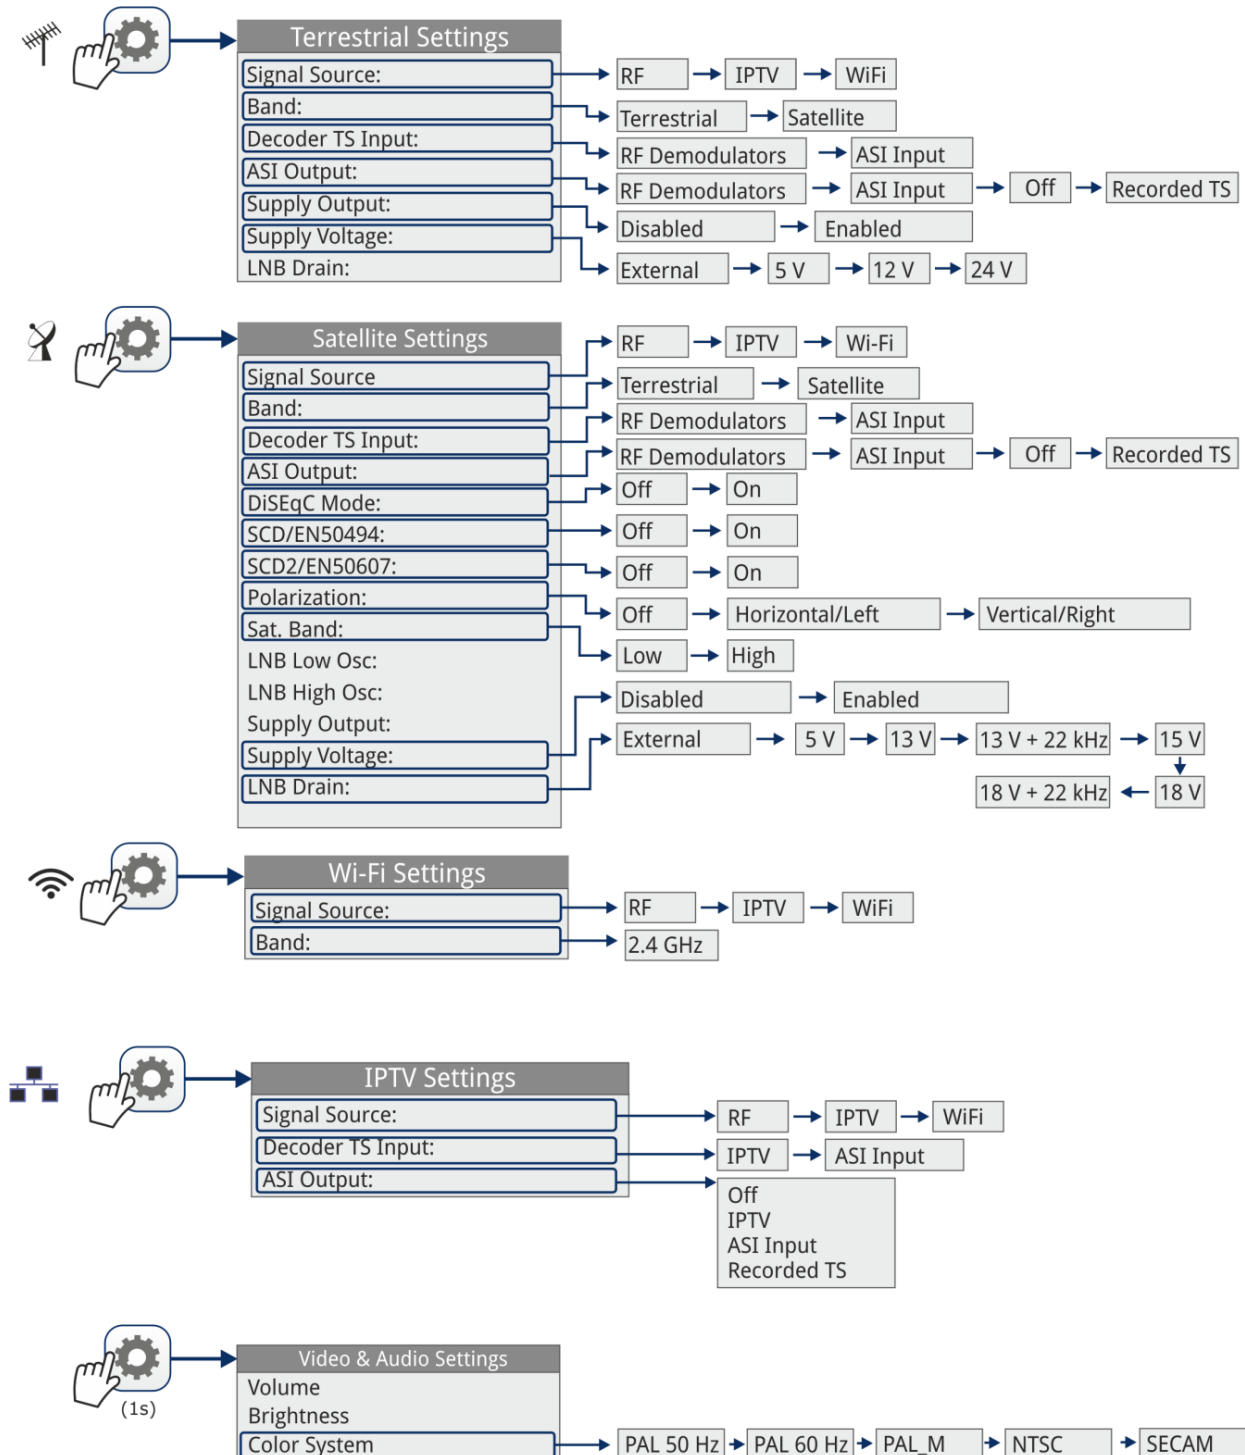 Terrestrial Settings
Signal Source:
RF
IPTV
WiFi
Band:
Terrestrial
Satellite
Decoder TS Input:
RF Demodulators
ASI Input
ASI Output:
RF Demodulators
ASI Input
Off
Recorded TS
Supply Output:
Disabled
Enabled
Supply Voltage:
External
5 V
12 V
24 V
LNB Drain:
Satellite Settings
Signal Source
RF
IPTV
Wi-Fi
Band:
Terrestrial
Satellite
Decoder TS Input:
RF Demodulators
ASI Input
ASI Output:
RF Demodulators
ASI Input
Off
Recorded TS
DiSEqC Mode:
Off
On
SCD/EN50494:
Off
On
SCD2/EN50607:
Off
On
Polarization:
Off
Horizontal/Left
Vertical/Right
Sat. Band:
Low
High
LNB Low Osc:
LNB High Osc:
Supply Output:
Supply Voltage:
Disabled
Enabled
LNB Drain:
External
5 V
13 V
13 V + 22 kHz
15 V
18 V
18 V + 22 kHz
Wi-Fi Settings
Signal Source:
RF
IPTV
WiFi
Band:
2.4 GHz
IPTV Settings
Signal Source:
RF
IPTV
WiFi
Decoder TS Input:
IPTV
ASI Input
ASI Output:
Off
IPTV
ASI Input
Recorded TS
(1s)
Video & Audio Settings
Volume
Brightness
Color System
PAL 50 Hz
PAL 60 Hz
PAL_M
NTSC
SECAM